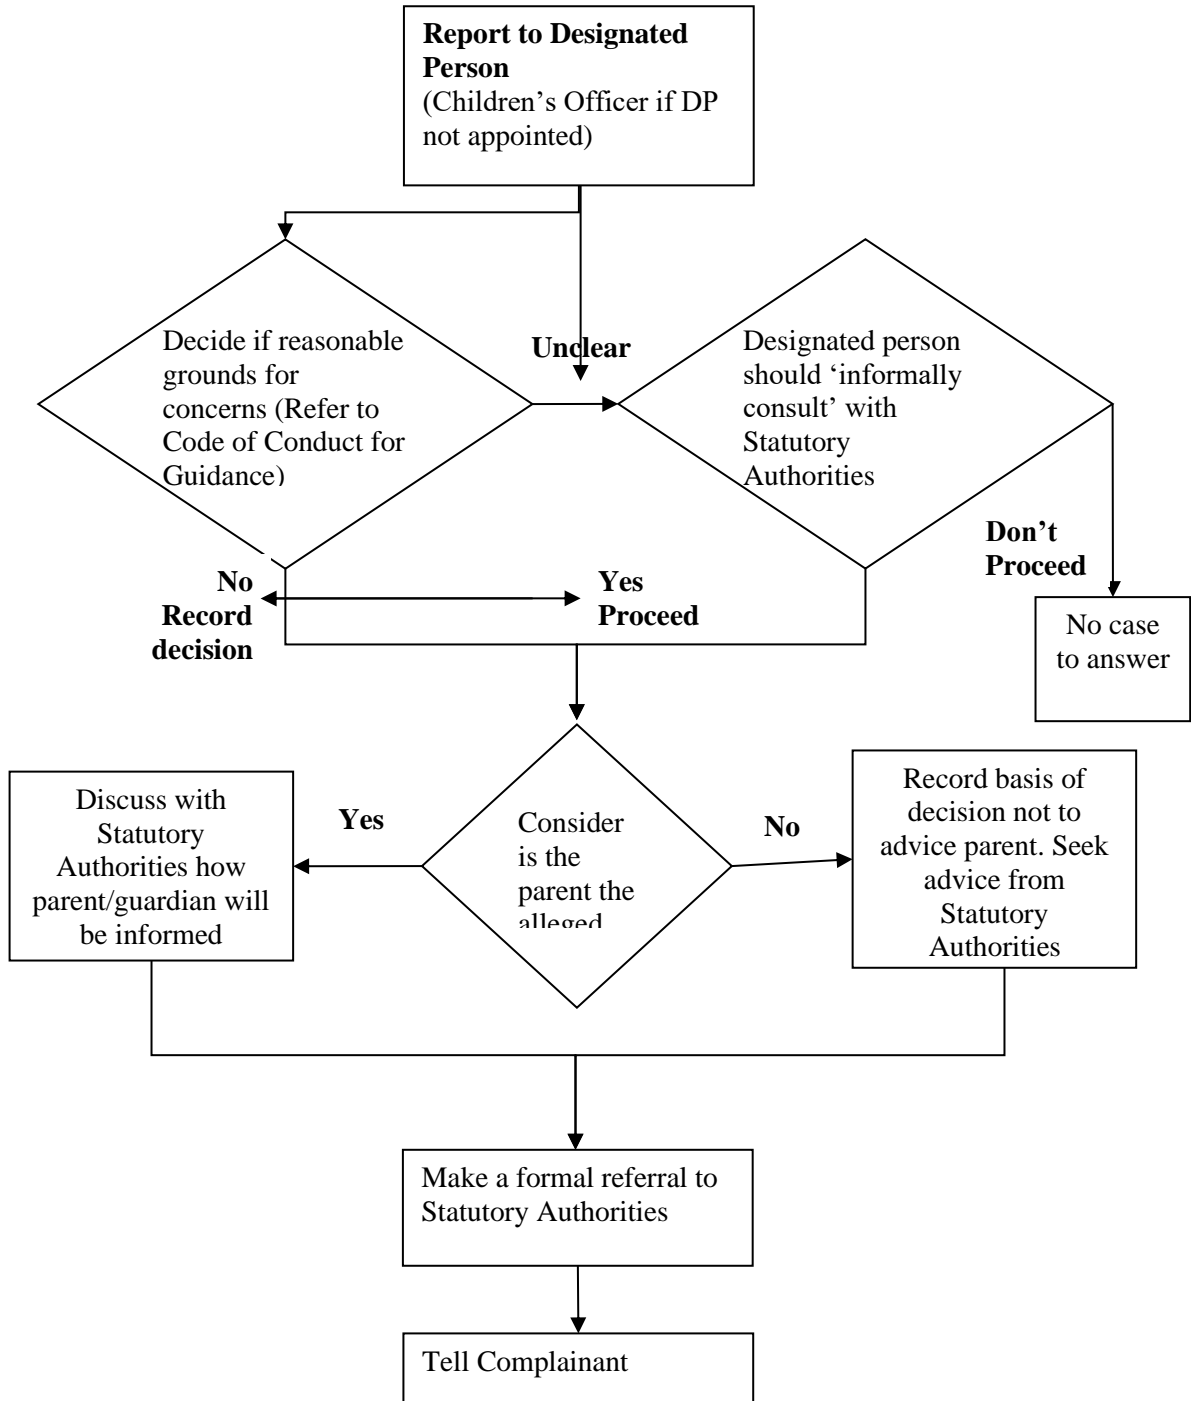 Report to Designated
Person
(Children’s Officer if DP
not appointed)
Decide if reasonable
grounds for
concerns (Refer to
Code of Conduct for
Guidance)
Unclear
Designated person
should ‘informally
consult’ with
Statutory
Authorities
Don’t
Proceed
No
Record
decision
Yes
Proceed
No case
to answer
Discuss with
Statutory
Authorities how
parent/guardian will
be informed
Yes
Consider
is the
parent the
alleged
No
Record basis of
decision not to
advice parent. Seek
advice from
Statutory
Authorities
Make a formal referral to
Statutory Authorities
Tell Complainant